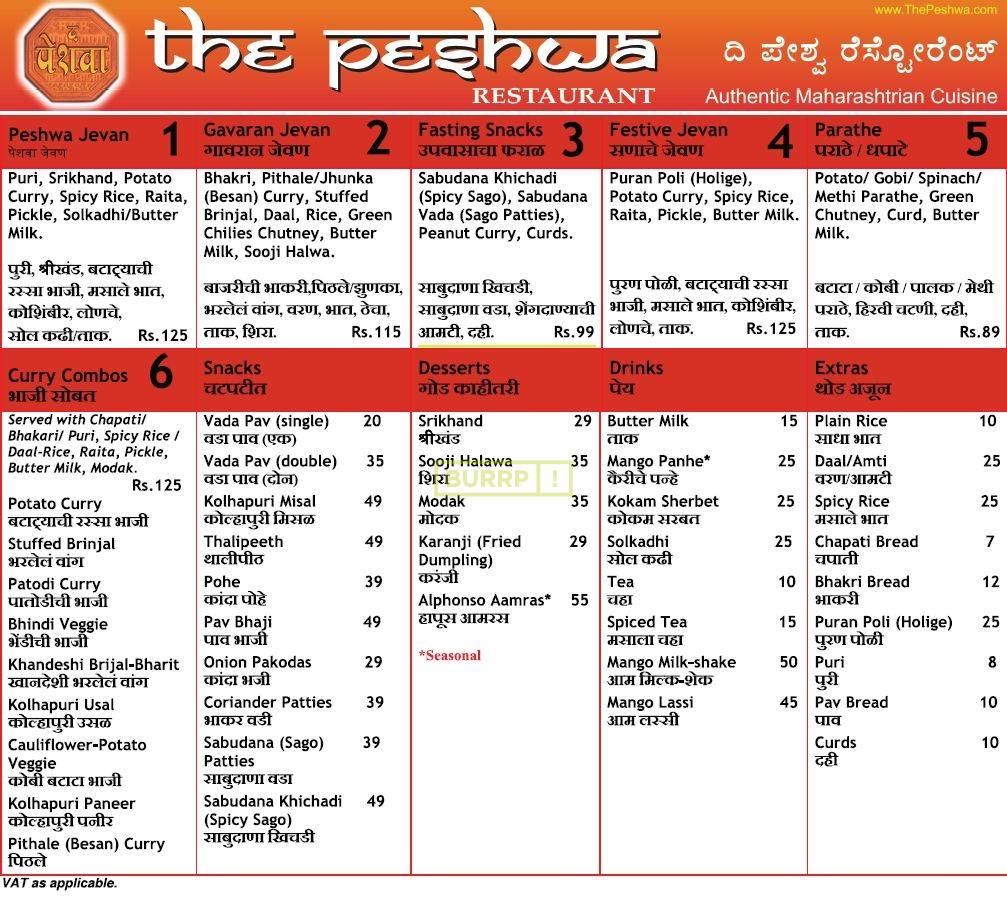 www.ThePeshwa.com
द
पेशवा
the peshwa
RESTAURANT
ದಿ ಪೇಶ್ವ ರೆಸ್ಟೋರೆಂಟ್
Authentic Maharashtrian Cuisine
Peshwa Jevan 1
पेशवा जेवण
Puri, Srikhand, Potato
Curry, Spicy Rice, Raita,
Pickle, Solkadhi/Butter
Milk.
पुरी, श्रीखंड, बटाट्याची
रस्सा भाजी, मसाले भात,
कोशिंबीर, लोणचे,
सोल कढी/ताक. Rs.125
Gavaran Jevan 2
गावरान जेवण
Bhakri, Pithale/Jhunka
(Besan) Curry, Stuffed
Brinjal, Daal, Rice, Green
Chilies Chutney, Butter
Milk, Sooji Halwa.
बाजरीची भाकरी,पिठले/झुणका,
भरलेलं वांग, वरण, भात, ठेचा,
ताक, शिरा. Rs.115
Fasting Snacks 3
उपवासाचा फराळ
Sabudana Khichadi
(Spicy Sago), Sabudana
Vada (Sago Patties),
Peanut Curry, Curds.
साबुदाणा खिचडी,
साबुदाणा वडा, शेंगदाण्याची
आमटी, दही. Rs.99
Festive Jevan 4
सणाचे जेवण
Puran Poli (Holige),
Potato Curry, Spicy Rice,
Raita, Pickle, Butter Milk.
पुरण पोळी, बटाट्याची रस्सा
भाजी, मसाले भात, कोशिंबीर,
लोणचे, ताक. Rs.125
Parathe 5
पराठे / धपाटे
Potato/ Gobi/ Spinach/
Methi Parathe, Green
Chutney, Curd, Butter
Milk.
बटाटा / कोबी / पालक / मेथी
पराठे, हिरवी चटणी, दही,
ताक. Rs.89
Curry Combos 6
भाजी सोबत
Served with Chapati/
Bhakari/ Puri, Spicy Rice /
Daal-Rice, Raita, Pickle,
Butter Milk, Modak.
Rs.125
Potato Curry
बटाट्याची रस्सा भाजी
Stuffed Brinjal
भरलेलं वांग
Patodi Curry
पातोडीची भाजी
Bhindi Veggie
भेंडीची भाजी
Khandeshi Brijal-Bharit
खानदेशी भरलेलं वांग
Kolhapuri Usal
कोल्हापुरी उसळ
Cauliflower-Potato
Veggie
कोबी बटाटा भाजी
Kolhapuri Paneer
कोल्हापुरी पनीर
Pithale (Besan) Curry
पिठले
Snacks
चटपटीत
Vada Pav (single) 20
वडा पाव (एक)
Vada Pav (double) 35
वडा पाव (दोन)
Kolhapuri Misal 49
कोल्हापुरी मिसळ
Thalipeeth 49
थालीपीठ
Pohe 39
कांदा पोहे
Pav Bhaji 49
पाव भाजी
Onion Pakodas 29
कांदा भजी
Coriander Patties 39
भाकर वडी
Sabudana (Sago) 39
Patties
साबुदाणा वडा
Sabudana Khichadi 49
(Spicy Sago)
साबुदाणा खिचडी
Desserts
गोड काहीतरी
Srikhand 29
श्रीखंड
Sooji Halawa 35
शिरा
BURRP!
Modak 35
मोदक
Karanji (Fried 29
Dumpling)
करंजी
Alphonso Aamras* 55
हापूस आमरस
*Seasonal
Drinks
पेय
Butter Milk 15
ताक
Mango Panhe* 25
कैरीचे पन्हे
Kokam Sherbet 25
कोकम सरबत
Solkadhi 25
सोल कढी
Tea 10
चहा
Spiced Tea 15
मसाला चहा
Mango Milk-shake 50
आम मिल्क-शेक
Mango Lassi 45
आम लस्सी
Extras
थोड अजून
Plain Rice 10
साधा भात
Daal/Amti 25
वरण/आमटी
Spicy Rice 25
मसाले भात
Chapati Bread 7
चपाती
Bhakri Bread 12
भाकरी
Puran Poli (Holige) 25
पुरण पोळी
Puri 8
पुरी
Pav Bread 10
पाव
Curds 10
दही
VAT as applicable.